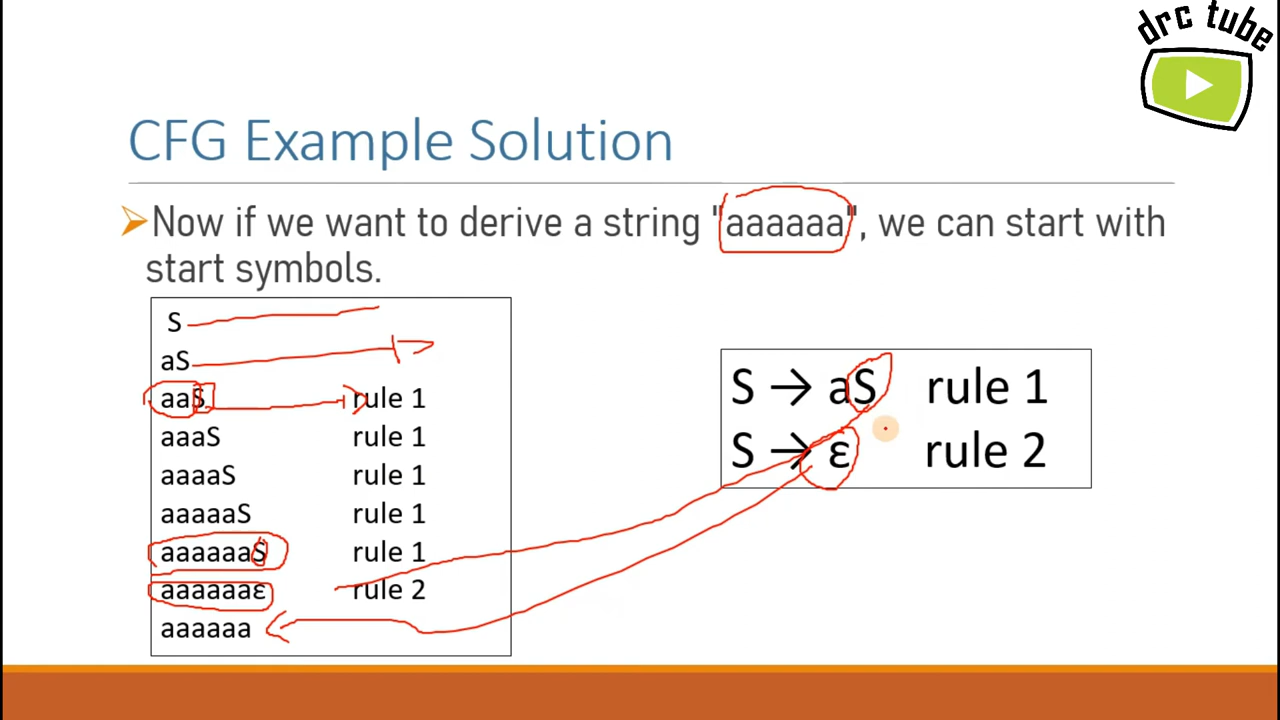 drc tube
CFG Example Solution
Now if we want to derive a string "aaaaaa", we can start with
start symbols.
S
aS
aaS rule 1
aaaS rule 1
aaaaS rule 1
aaaaaS rule 1
aaaaaaS rule 1
aaaaaaε rule 2
aaaaaa
S → aS rule 1
S → ε rule 2